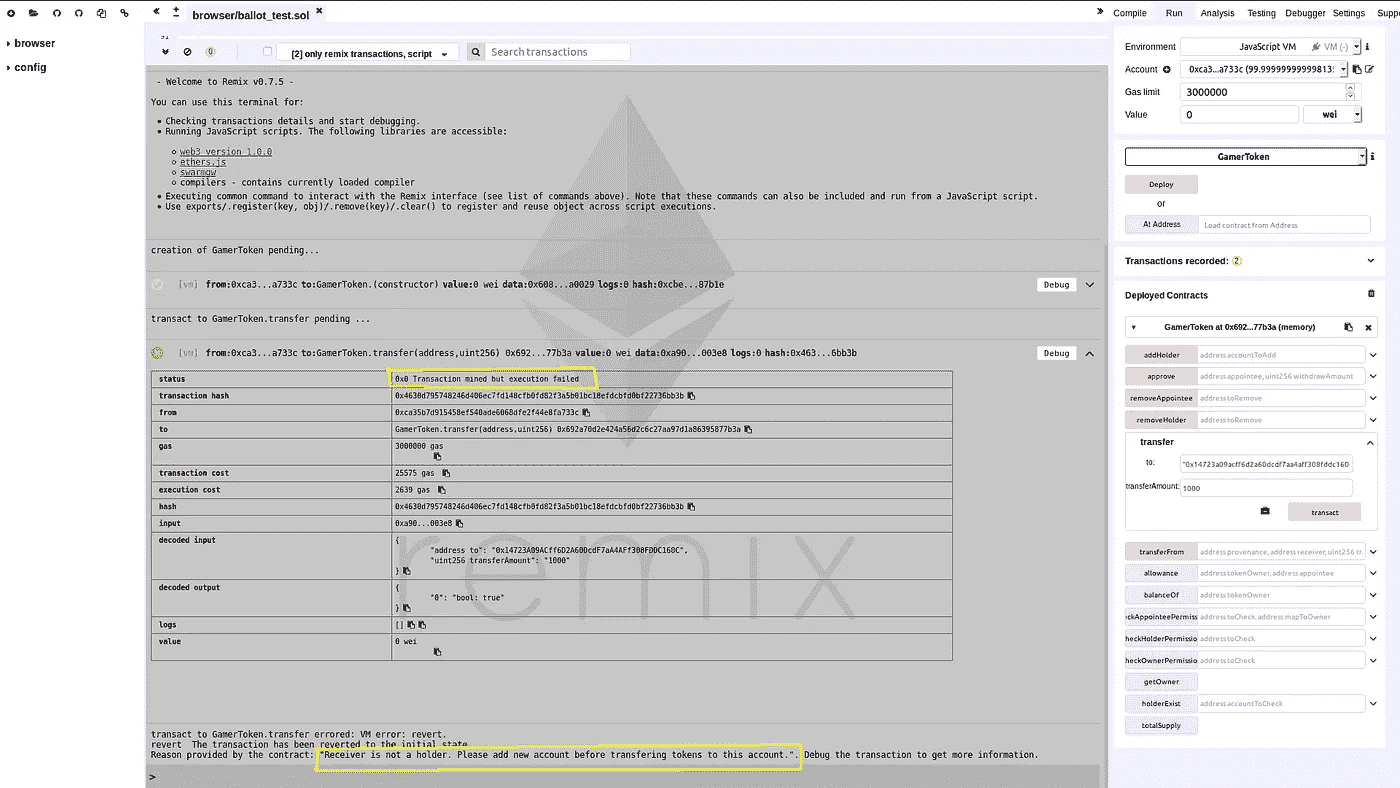 browser/ballot_test.sol
Compile Run Analysis Testing Debugger Settings
browser
config
0 [2] only remix transactions, script Search transactions
- Welcome to Remix v0.7.5 -
You can use this terminal for:
Checking transactions details and start debugging.
Running JavaScript scripts. The following libraries are accessible:
web3 version 1.0.0
ethers.js
swarmgw
compilers - contains currently loaded compiler
Executing common command to interact with the Remix interface (see list of commands above). Note that these commands can also be included and run from a JavaScript script.
Use exports/.register(key, obj)/.remove(key)/.clear() to register and reuse object across script executions.
creation of GamerToken pending...
[vm] from:0xca3...a733c to:GamerToken.(constructor) value:0 wei data:0x608...a0029 logs:0 hash:0xcbe...87b1e Debug
transact to GamerToken.transfer pending ...
[vm] from:0xca3...a733c to:GamerToken.transfer(address,uint256) 0x692...77b3a value:0 wei data:0xa90...003e8 logs:0 hash:0x463...6bb3b Debug
status 0x0 Transaction mined but execution failed
transaction hash
from
to GamerToken.transfer(address,uint256) 0x692a70d2e424a56d2c6c27aa97d1a86395877b3a
gas 3000000 gas
transaction cost 25575 gas
execution cost 2639 gas
hash
input 0xa90...003e8
decoded input {
"address to": "0x14723A09ACff6D2A60DcdF7aA4AFf308FDDC160C",
"uint256 transferAmount": "1000"
}
decoded output {
"0": "bool: true"
}
logs []
value 0 wei
remix
transact to GamerToken.transfer errored: VM error: revert.
revert The transaction has been reverted to the initial state
Reason provided by the contract: "Receiver is not a holder. Please add new account before transfering tokens to this account.". Debug the transaction to get more information.
>
Environment JavaScript VM VM (-)
Account 0xca3...a733c (99.9999999999813
Gas limit 3000000
Value 0 wei
GamerToken
Deploy
or
At Address Load contract from Address
Transactions recorded: 2
Deployed Contracts
GamerToken at 0x692...77b3a (memory)
addHolder address accountToAdd
approve address appointee, uint256 withdrawAmount
removeAppointee address toRemove
removeHolder address toRemove
transfer
to: "0x14723a09acff6d2a60dcdf7aa4aff308fddc160
transferAmount: 1000
transact
transferFrom address provenance, address receiver, uint256 tr
allowance address tokenOwner, address appointee
balanceOf address tokenOwner
ckAppointeePermiss address toCheck, address mapToOwner
heckHolderPermissio address toCheck
heckOwnerPermissio address toCheck
getOwner
holderExist address accountToCheck
totalSupply